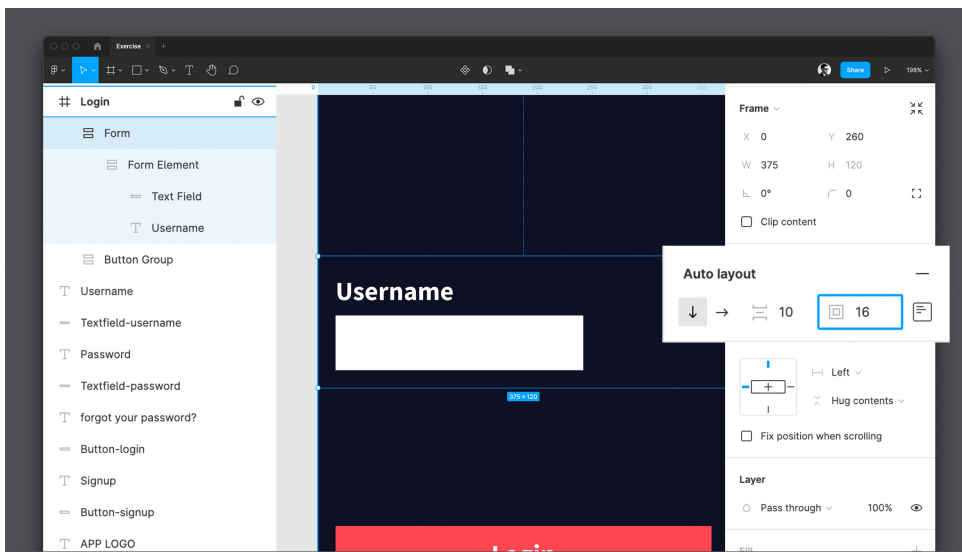 Exercise × +
T
Share
198%
# Login
Form
Form Element
Text Field
T Username
Button Group
T Username
Textfield-username
T Password
Textfield-password
T forgot your password?
Button-login
T Signup
Button-signup
T APP LOGO
0 50 100 150 200 250 300 350
Username
375 × 120
Login
Frame
X 0 Y 260
W 375 H 120
0° 0
Clip content
Auto layout
10 16
Left
Hug contents
Fix position when scrolling
Layer
Pass through 100%
Fill